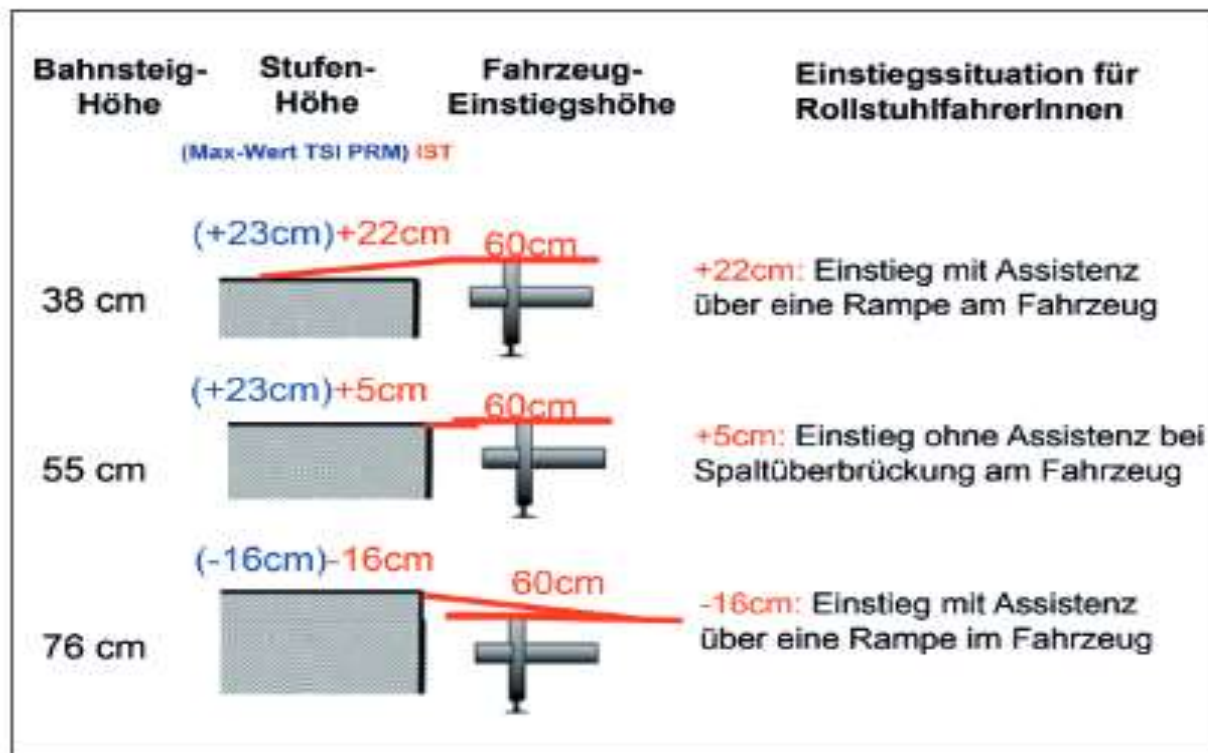 Bahnsteig-
Höhe
Stufen-
Höhe
Fahrzeug-
Einstiegshöhe
Einstiegssituation für
RollstuhlfahrerInnen
(Max-Wert TSI PRM) IST
(+23cm)+22cm
60cm
38 cm
+22cm: Einstieg mit Assistenz
über eine Rampe am Fahrzeug
(+23cm)+5cm
60cm
55 cm
+5cm: Einstieg ohne Assistenz bei
Spaltüberbrückung am Fahrzeug
(-16cm)-16cm
60cm
76 cm
-16cm: Einstieg mit Assistenz
über eine Rampe im Fahrzeug